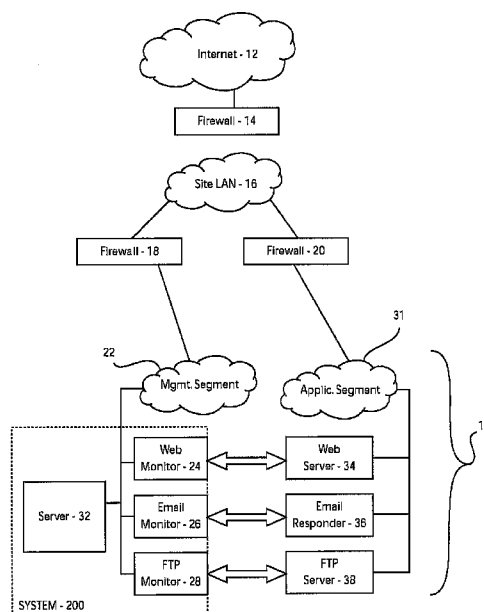 Internet - 12
Firewall - 14
Site LAN - 16
Firewall - 18
Firewall - 20
22
31
Mgmt. Segment
Applic. Segment
1
Web
Monitor - 24
Web
Server - 34
Server - 32
Email
Monitor - 26
Email
Responder - 36
FTP
Monitor - 28
FTP
Server - 38
SYSTEM - 200